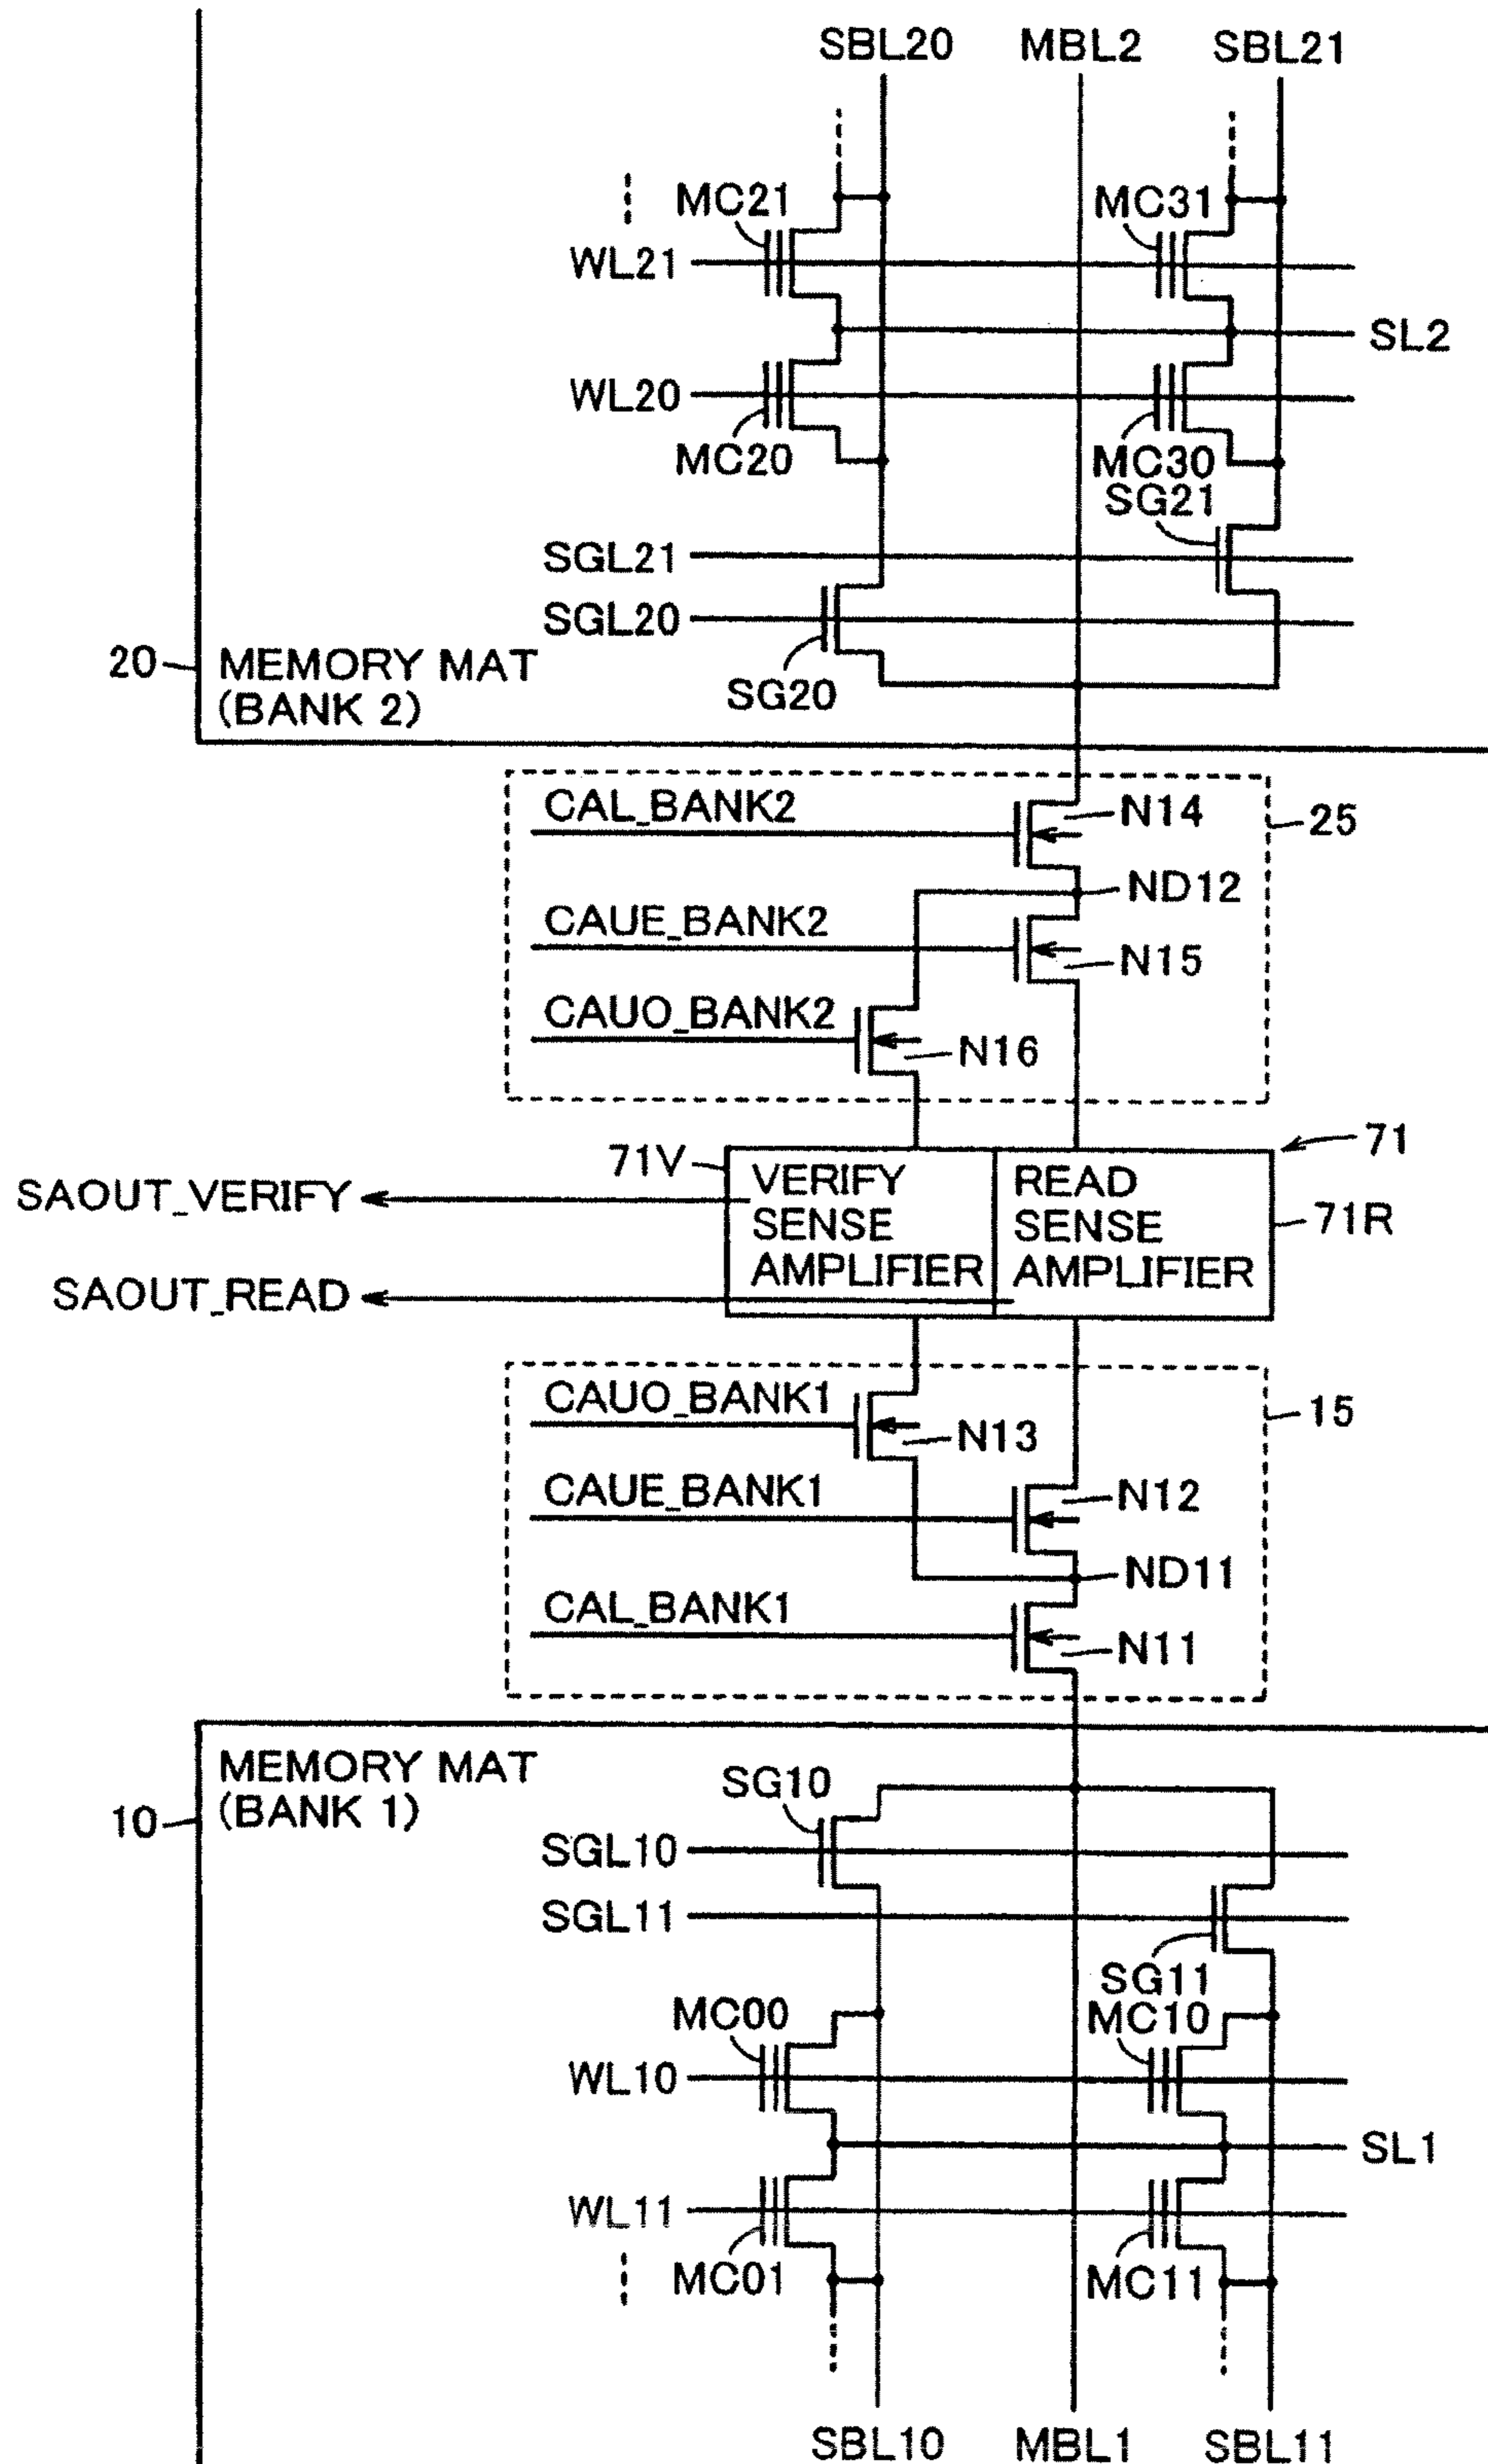 SBL20 MBL2 SBL21
MC21 MC31
WL21
SL2
WL20
MC20 MC30
SG21
SGL21
SGL20
20 MEMORY MAT
(BANK 2)
SG20
CAL_BANK2 N14 25
ND12
CAUE_BANK2
N15
CAUO_BANK2
N16
71V 71
SAOUT_VERIFY
VERIFY
SENSE
AMPLIFIER
READ
SENSE
AMPLIFIER
71R
SAOUT_READ
CAUO_BANK1 15
N13
CAUE_BANK1 N12
ND11
CAL_BANK1
N11
MEMORY MAT
(BANK 1)
10
SG10
SGL10
SGL11
SG11
MC00 MC10
WL10
SL1
WL11
MC01 MC11
SBL10 MBL1 SBL11